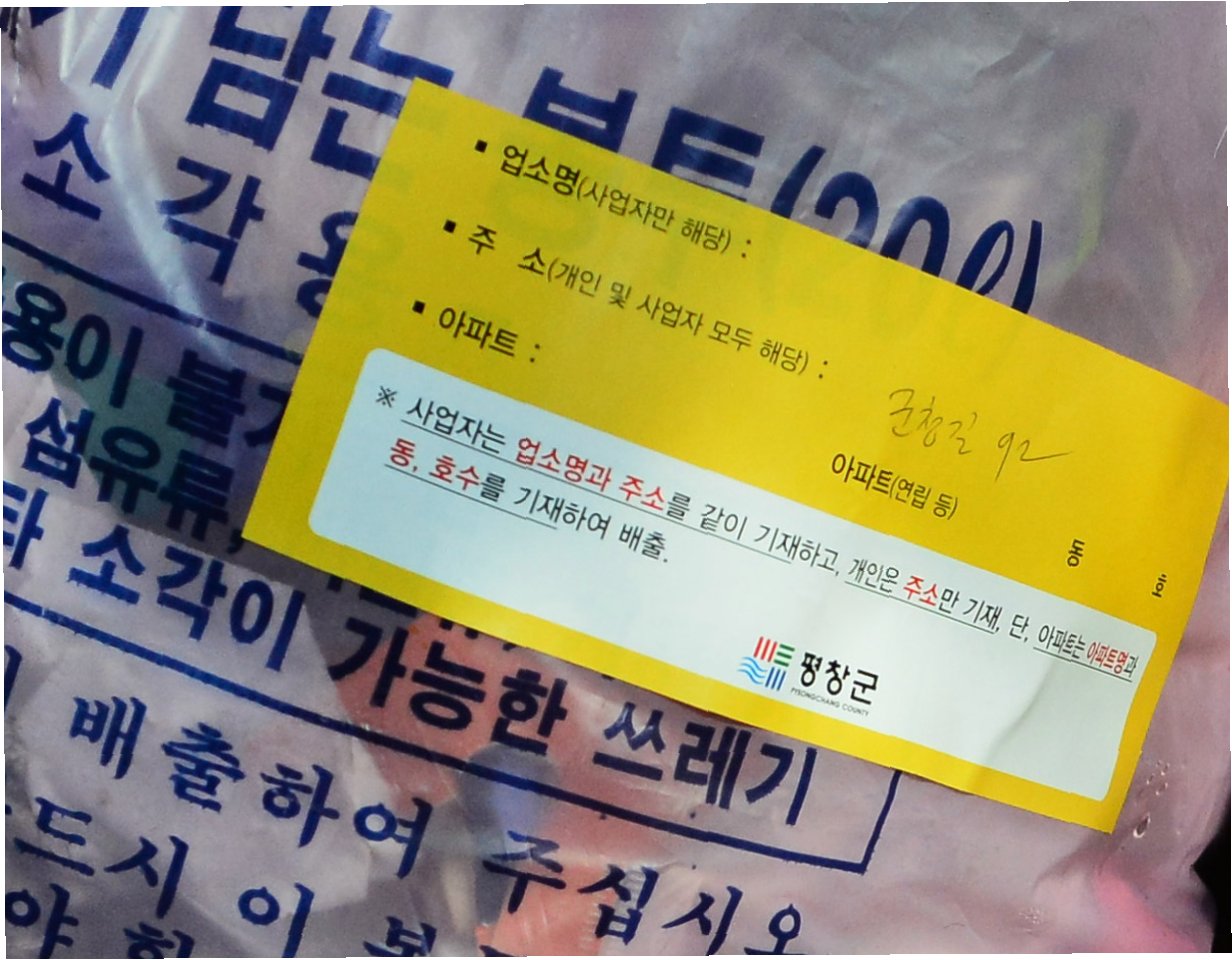 담는 봉투(20ℓ)
소각용
업소명(사업자만 해당) :
주 소(개인 및 사업자 모두 해당) :
군청길 92
아파트 :
아파트(연립 등)
동 호
※ 사업자는 업소명과 주소를 같이 기재하고, 개인은 주소만 기재, 단, 아파트는 아파트명과
동, 호수를 기재하여 배출.
평창군
PYEONGCHANG COUNTY
용이 불가
섬유류,
타 소각이 가능한 쓰레기
배출하여 주십시오
드시 이 봉
야 합